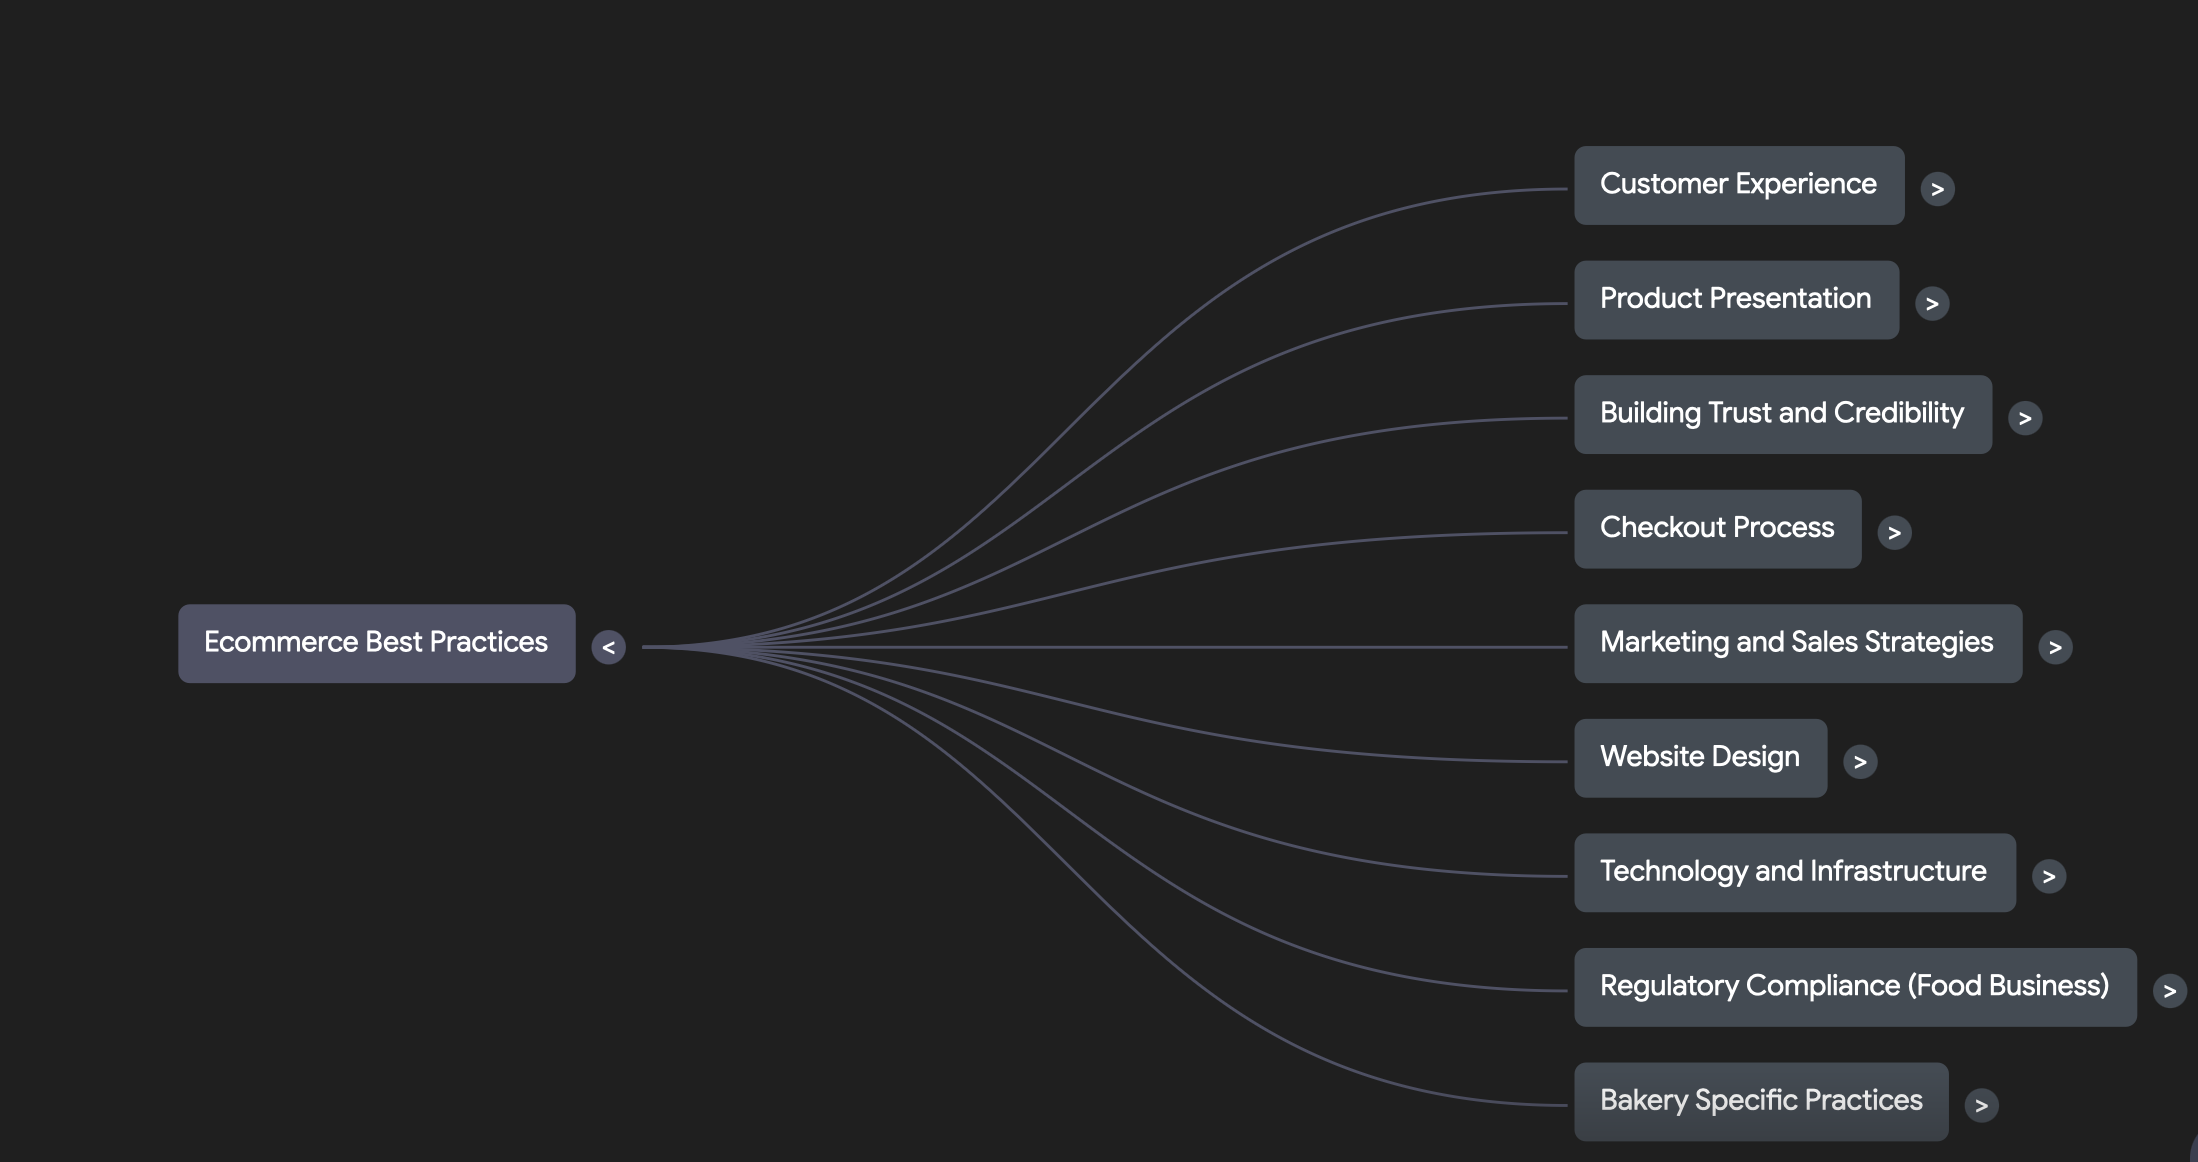 Customer Experience >
Product Presentation >
Building Trust and Credibility >
Checkout Process >
Ecommerce Best Practices <
Marketing and Sales Strategies >
Website Design >
Technology and Infrastructure >
Regulatory Compliance (Food Business) >
Bakery Specific Practices >